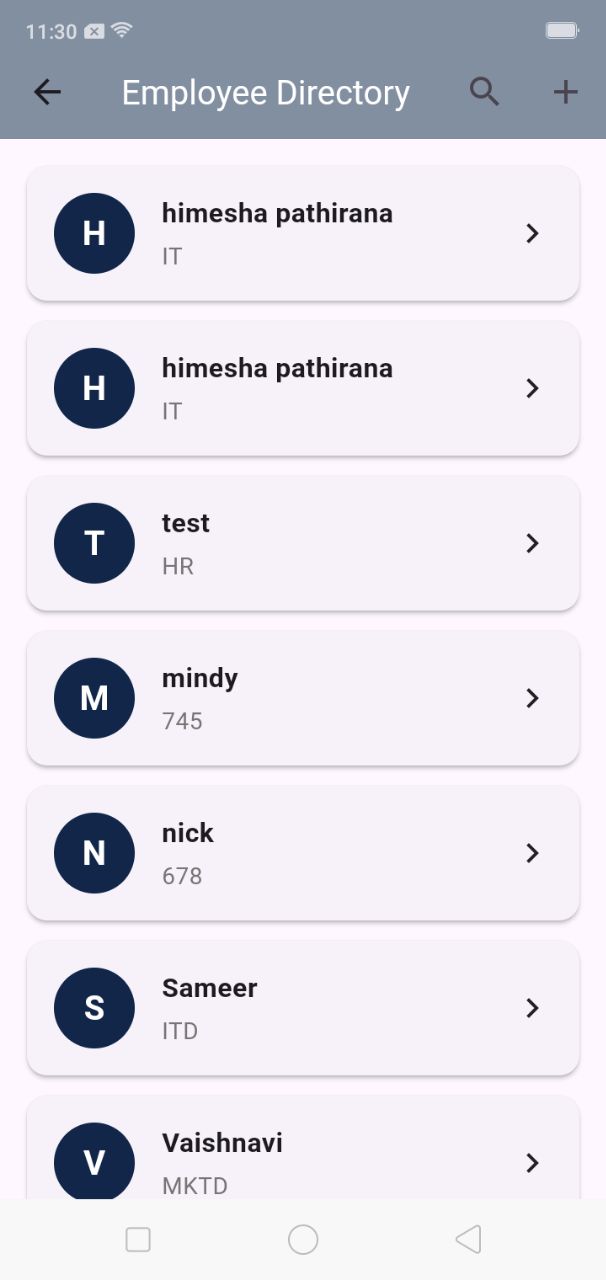 11:30
Employee Directory
H
himesha pathirana
IT
H
himesha pathirana
IT
T
test
HR
M
mindy
745
N
nick
678
S
Sameer
ITD
V
Vaishnavi
MKTD